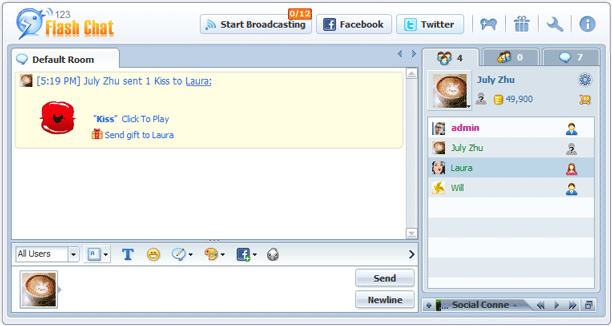 123
Flash Chat
Start Broadcasting
0/12
Facebook
Twitter
Default Room
[5:19 PM] July Zhu sent 1 Kiss to Laura:
"Kiss" Click To Play
Send gift to Laura
All Users
A
T
Send
Newline
4
0
7
July Zhu
49,900
admin
July Zhu
Laura
Will
Social Conne